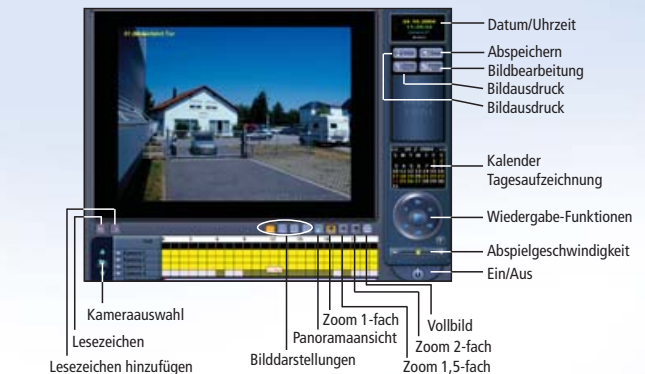 Datum/Uhrzeit
Abspeichern
Bildbearbeitung
Bildausdruck
Bildausdruck
Kalender
Tagesaufzeichnung
Wiedergabe-Funktionen
Abspielgeschwindigkeit
Ein/Aus
Kameraauswahl
Lesezeichen
Lesezeichen hinzufügen
Bilddarstellungen
Panoramaansicht
Zoom 1-fach
Vollbild
Zoom 2-fach
Zoom 1,5-fach